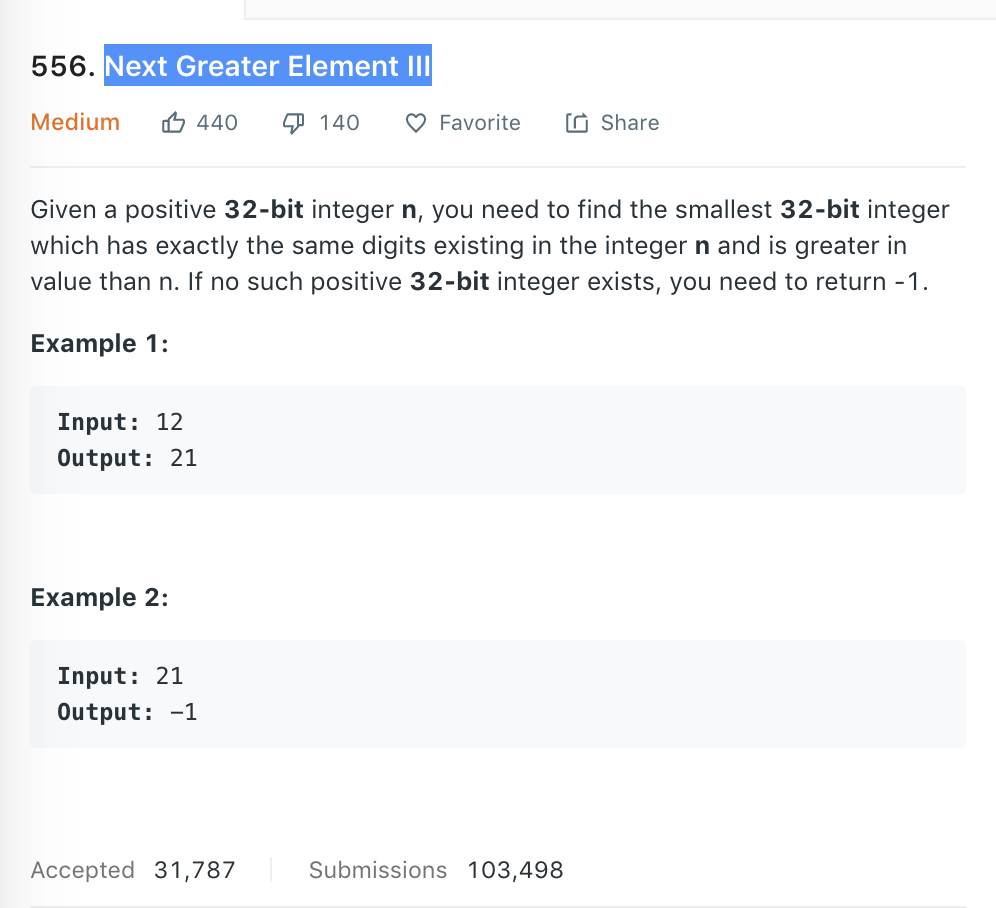 556. Next Greater Element III
Medium 440 140 Favorite Share
Given a positive 32-bit integer n, you need to find the smallest 32-bit integer
which has exactly the same digits existing in the integer n and is greater in
value than n. If no such positive 32-bit integer exists, you need to return -1.
Example 1:
Input: 12
Output: 21
Example 2:
Input: 21
Output: -1
Accepted 31,787 Submissions 103,498